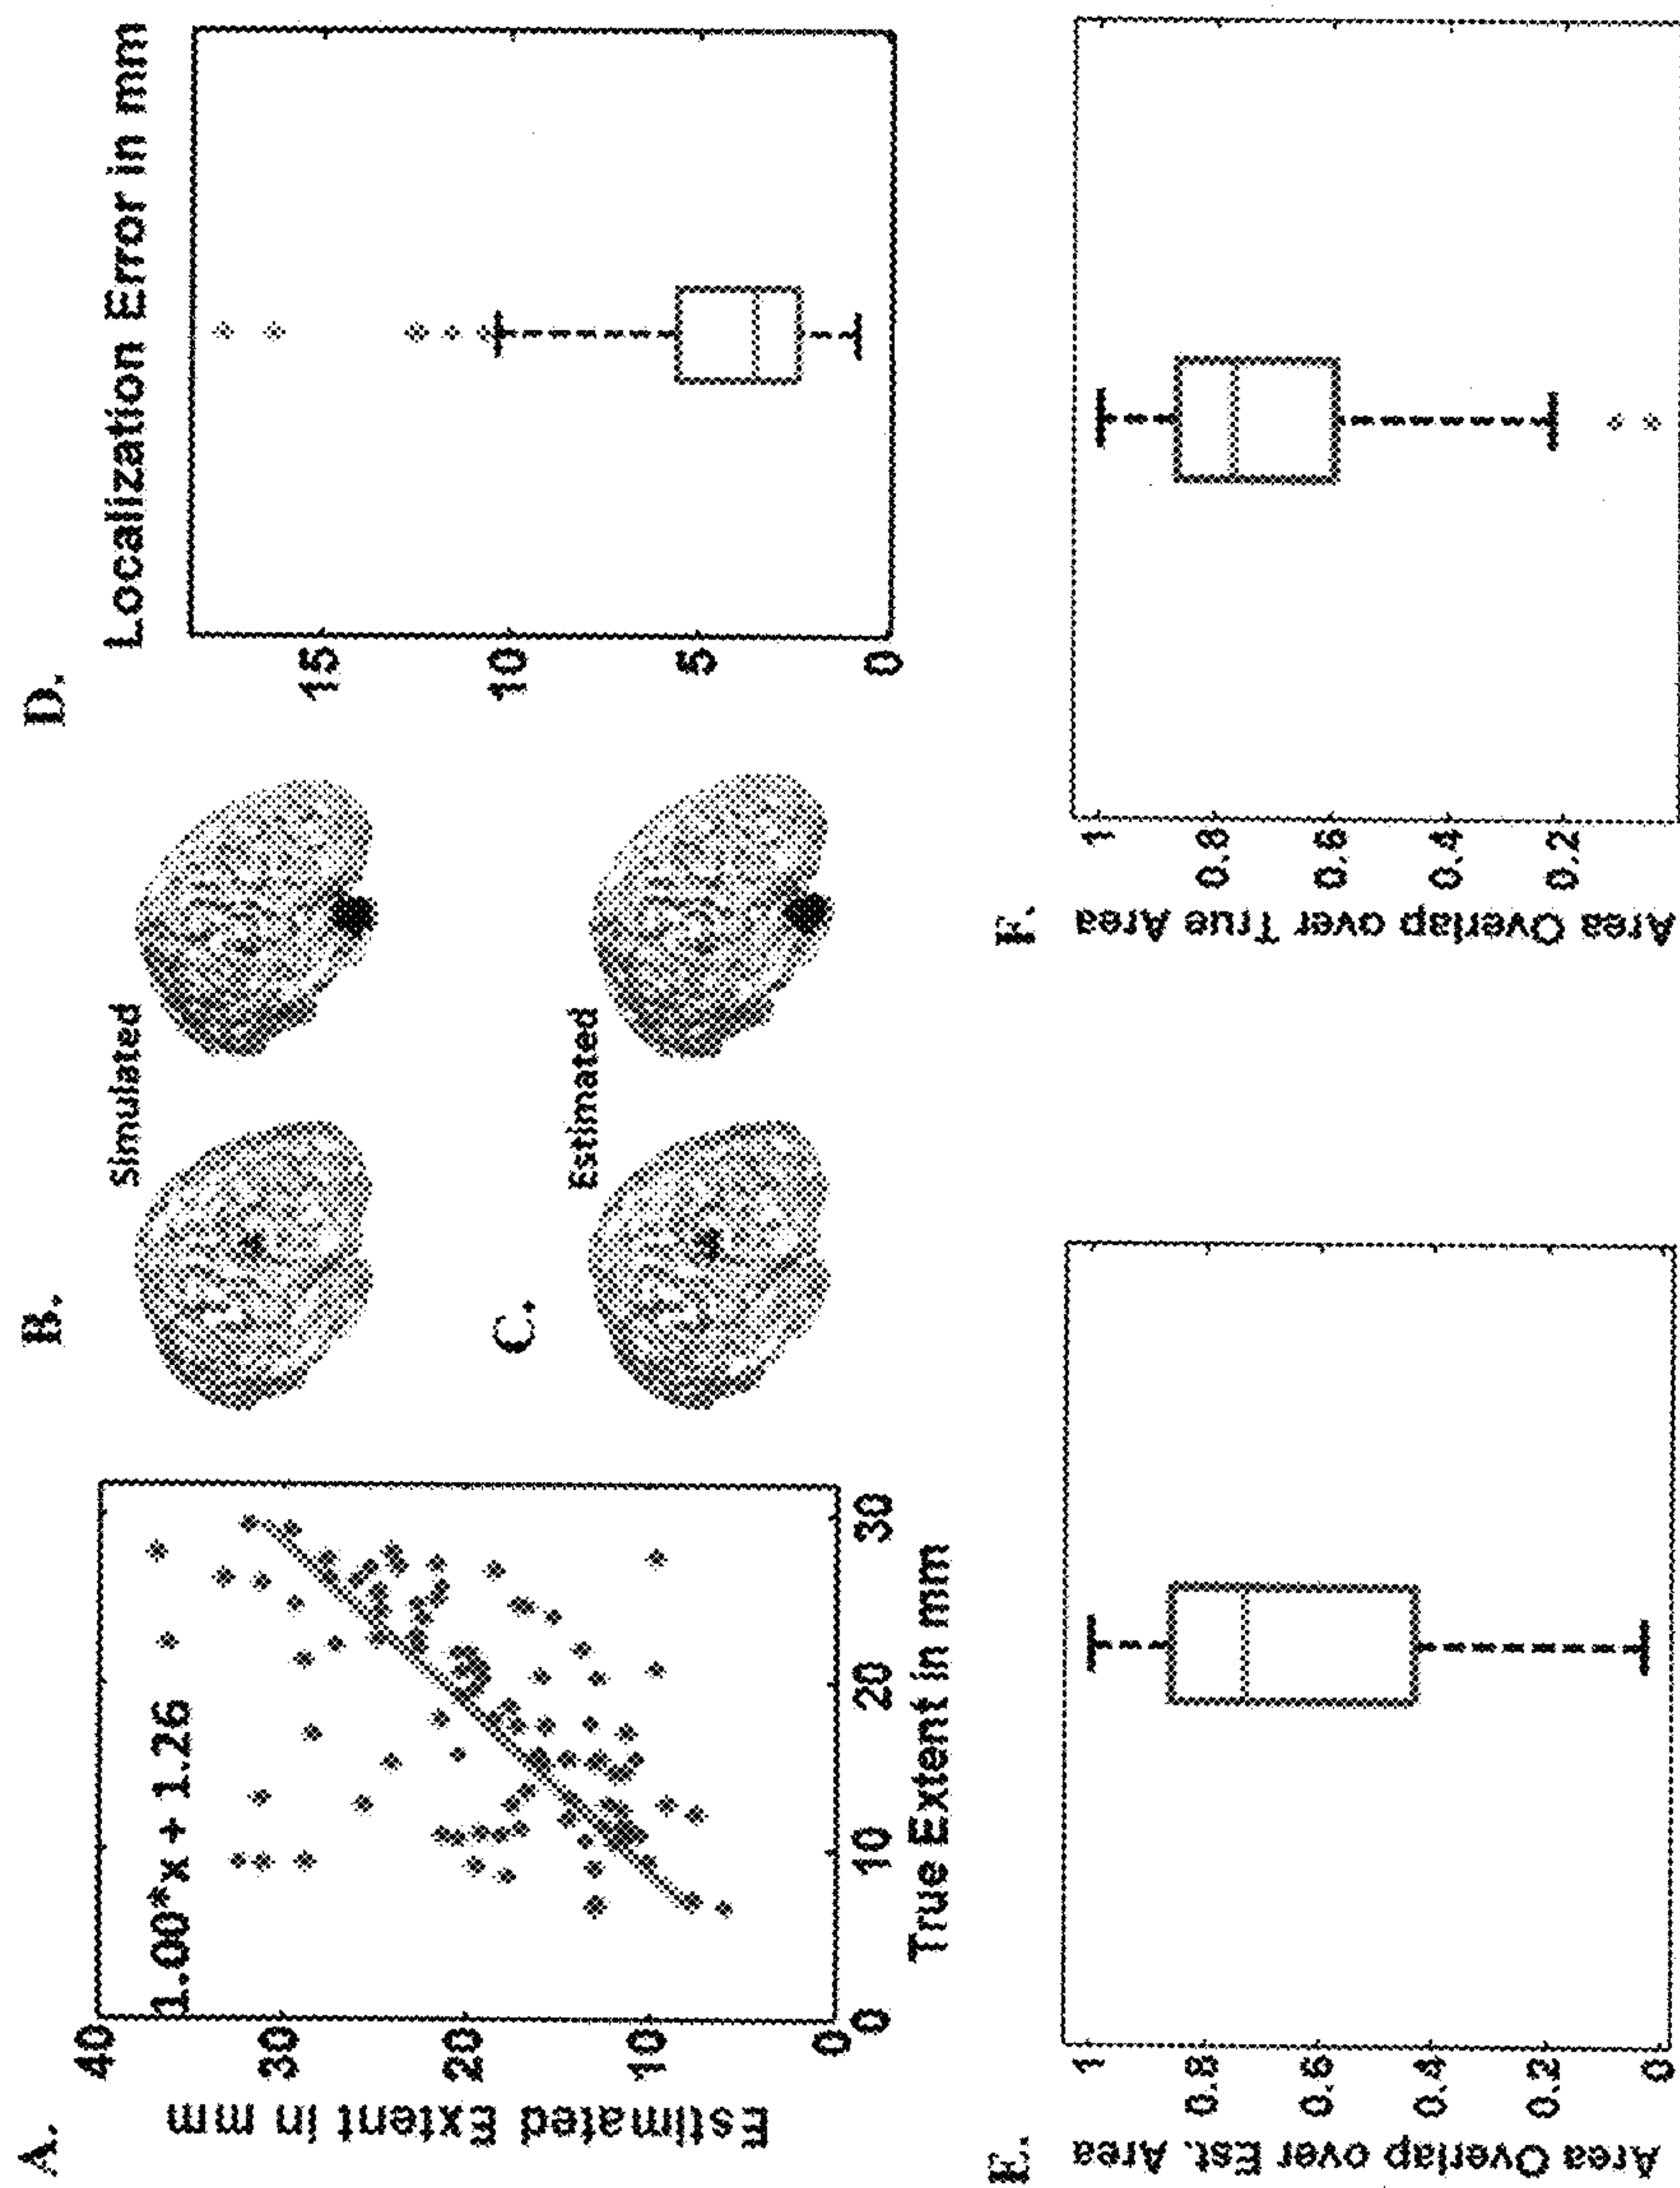 A.
Estimated Extent in mm
40
30
20
10
0
1.00*x + 1.26
0
10
20
30
True Extent in mm
B.
Simulated
C.
Estimated
D.
Localization Error in mm
15
10
5
0
E.
Area Overlap over Est. Area
1
0.8
0.6
0.4
0.2
0
F.
Area Overlap over True Area
1
0.8
0.6
0.4
0.2